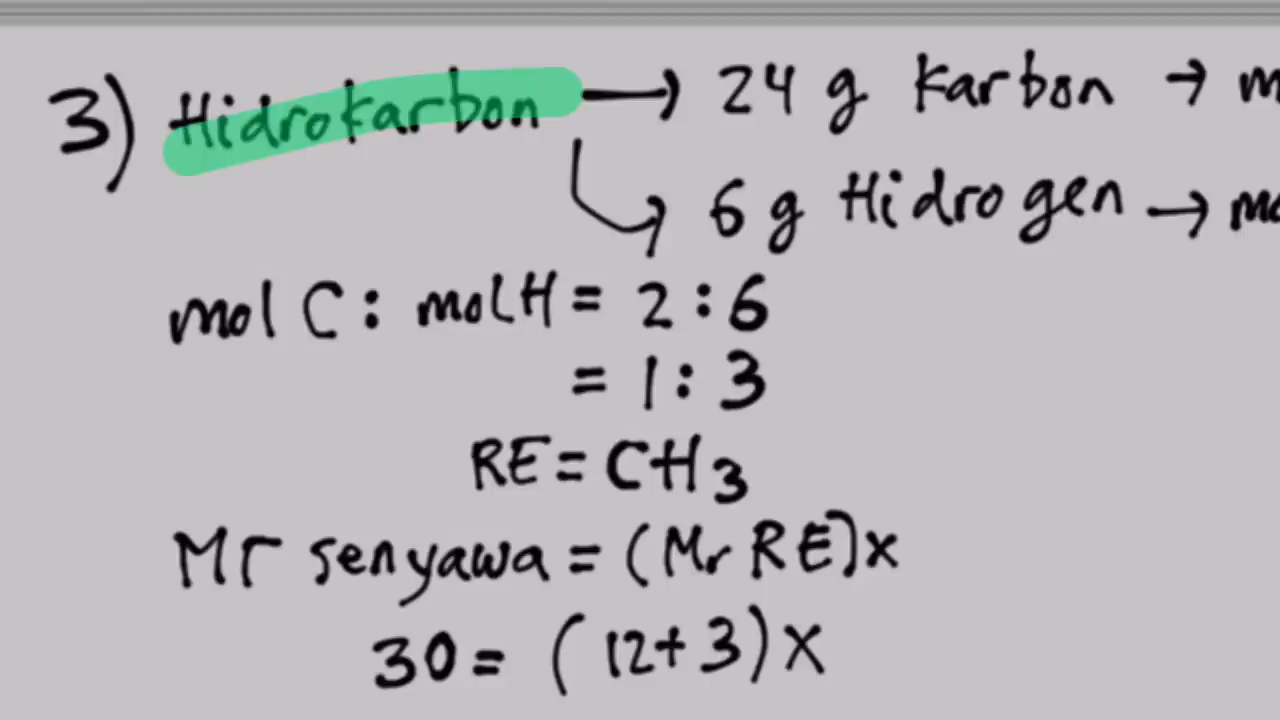 3) Hidrokarbon → 24 g Karbon → m
6 g Hidrogen → mo
mol C : mol H = 2 : 6
= 1 : 3
RE = CH3
Mr senyawa = (Mr RE)x
30 = (12+3)x